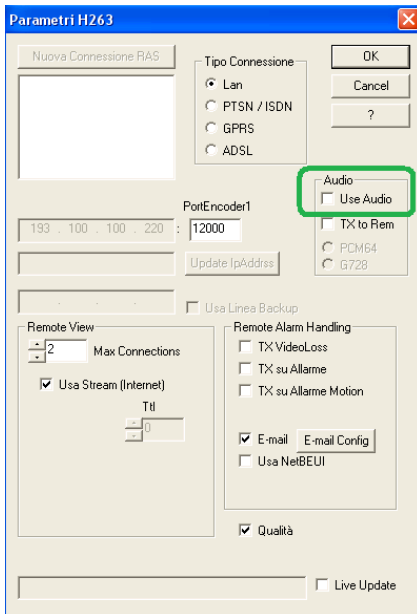 Parametri H263
Nuova Connessione RAS
Tipo Connessione
Lan
PTSN / ISDN
GPRS
ADSL
OK
Cancel
?
Audio
Use Audio
TX to Rem
PCM64
G728
PortEncoder1
193 . 100 . 100 . 220 : 12000
Update IpAddrss
Usa Linea Backup
Remote View
2 Max Connections
Usa Stream (Internet)
Ttl
0
Remote Alarm Handling
TX VideoLoss
TX su Allarme
TX su Allarme Motion
E-mail E-mail Config
Usa NetBEUI
Qualità
Live Update